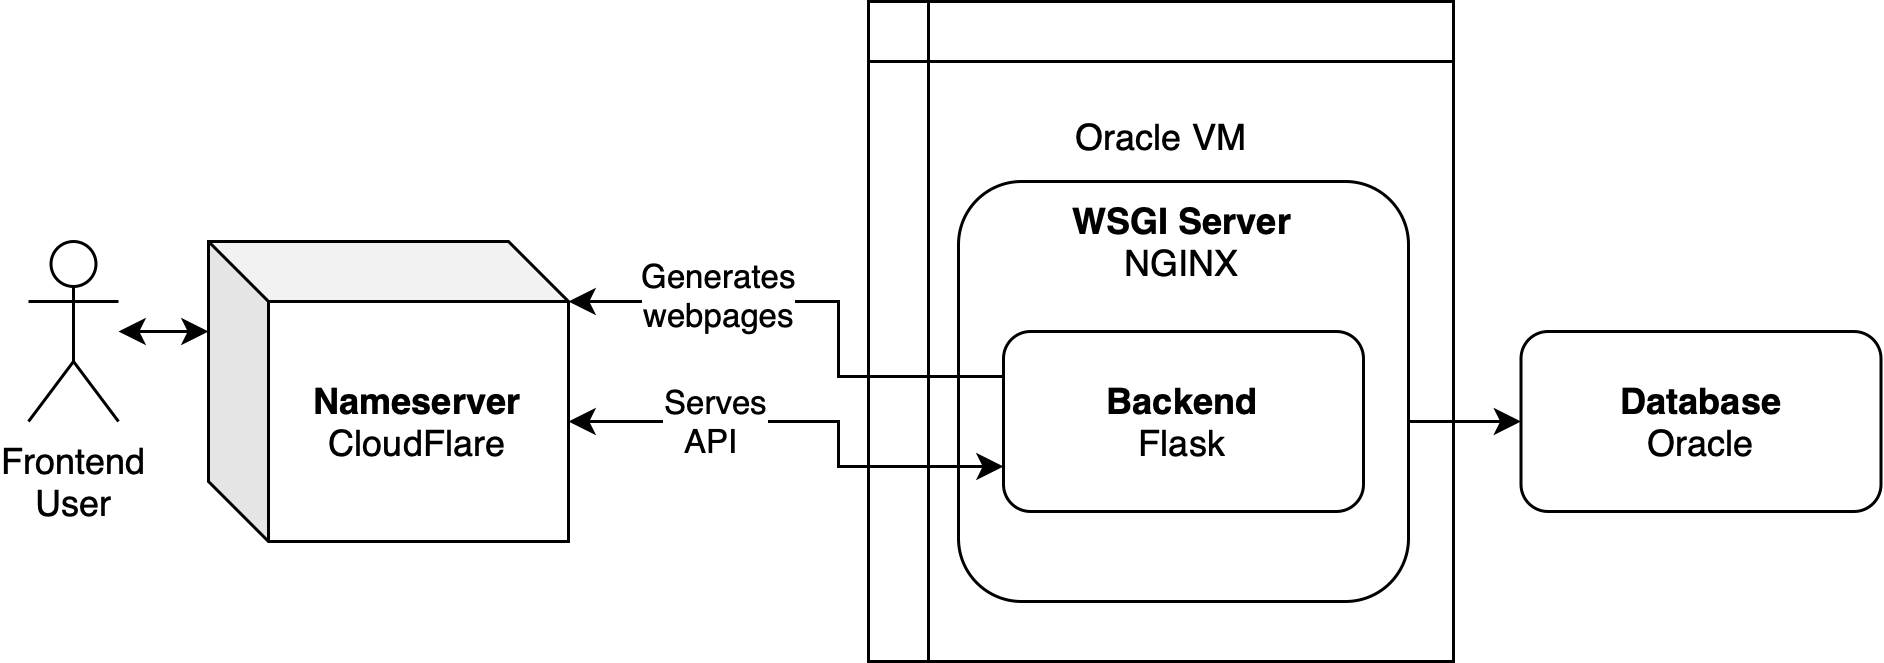 Frontend
User
Nameserver
CloudFlare
Generates
webpages
Serves
API
Oracle VM
WSGI Server
NGINX
Backend
Flask
Database
Oracle